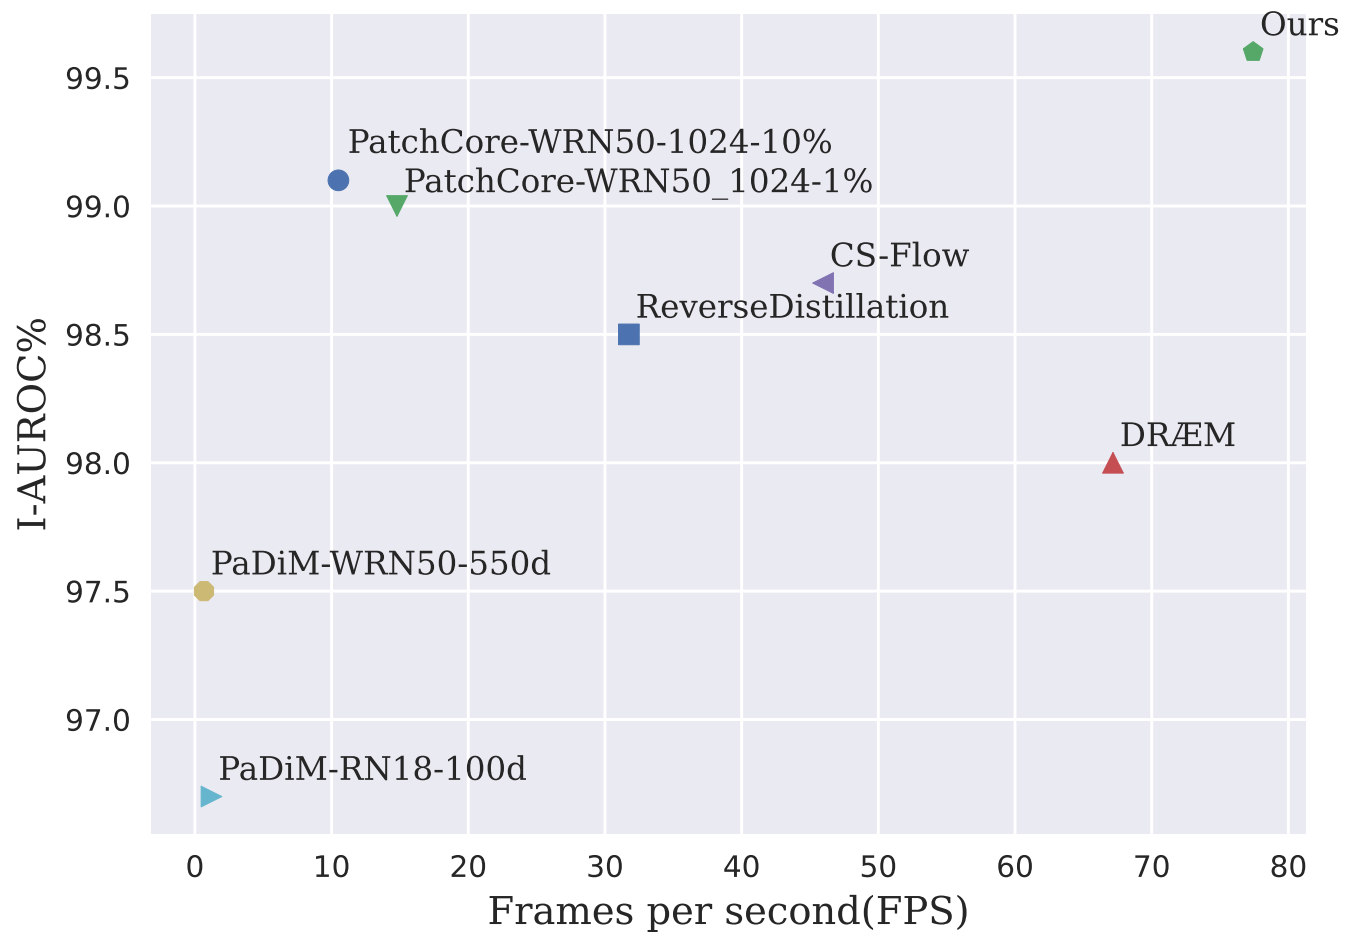 Ours
99.5
PatchCore-WRN50-1024-10%
PatchCore-WRN50_1024-1%
99.0
CS-Flow
ReverseDistillation
98.5
I-AUROC%
DRÆM
98.0
PaDiM-WRN50-550d
97.5
97.0
PaDiM-RN18-100d
0 10 20 30 40 50 60 70 80
Frames per second(FPS)